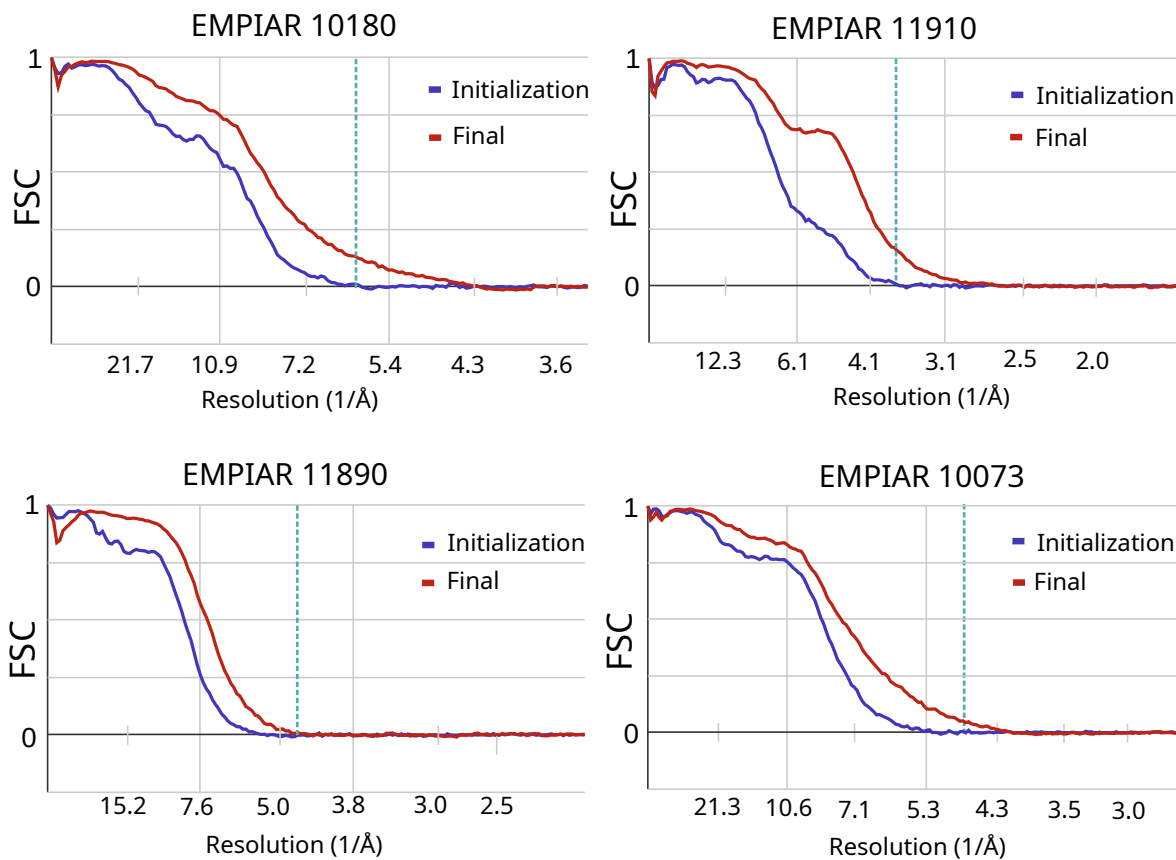 EMPIAR 10180
1
Initialization
Final
FSC
0
21.7 10.9 7.2 5.4 4.3 3.6
Resolution (1/Å)
EMPIAR 11910
1
Initialization
Final
FSC
0
12.3 6.1 4.1 3.1 2.5 2.0
Resolution (1/Å)
EMPIAR 11890
1
Initialization
Final
FSC
0
15.2 7.6 5.0 3.8 3.0 2.5
Resolution (1/Å)
EMPIAR 10073
1
Initialization
Final
FSC
0
21.3 10.6 7.1 5.3 4.3 3.5 3.0
Resolution (1/Å)